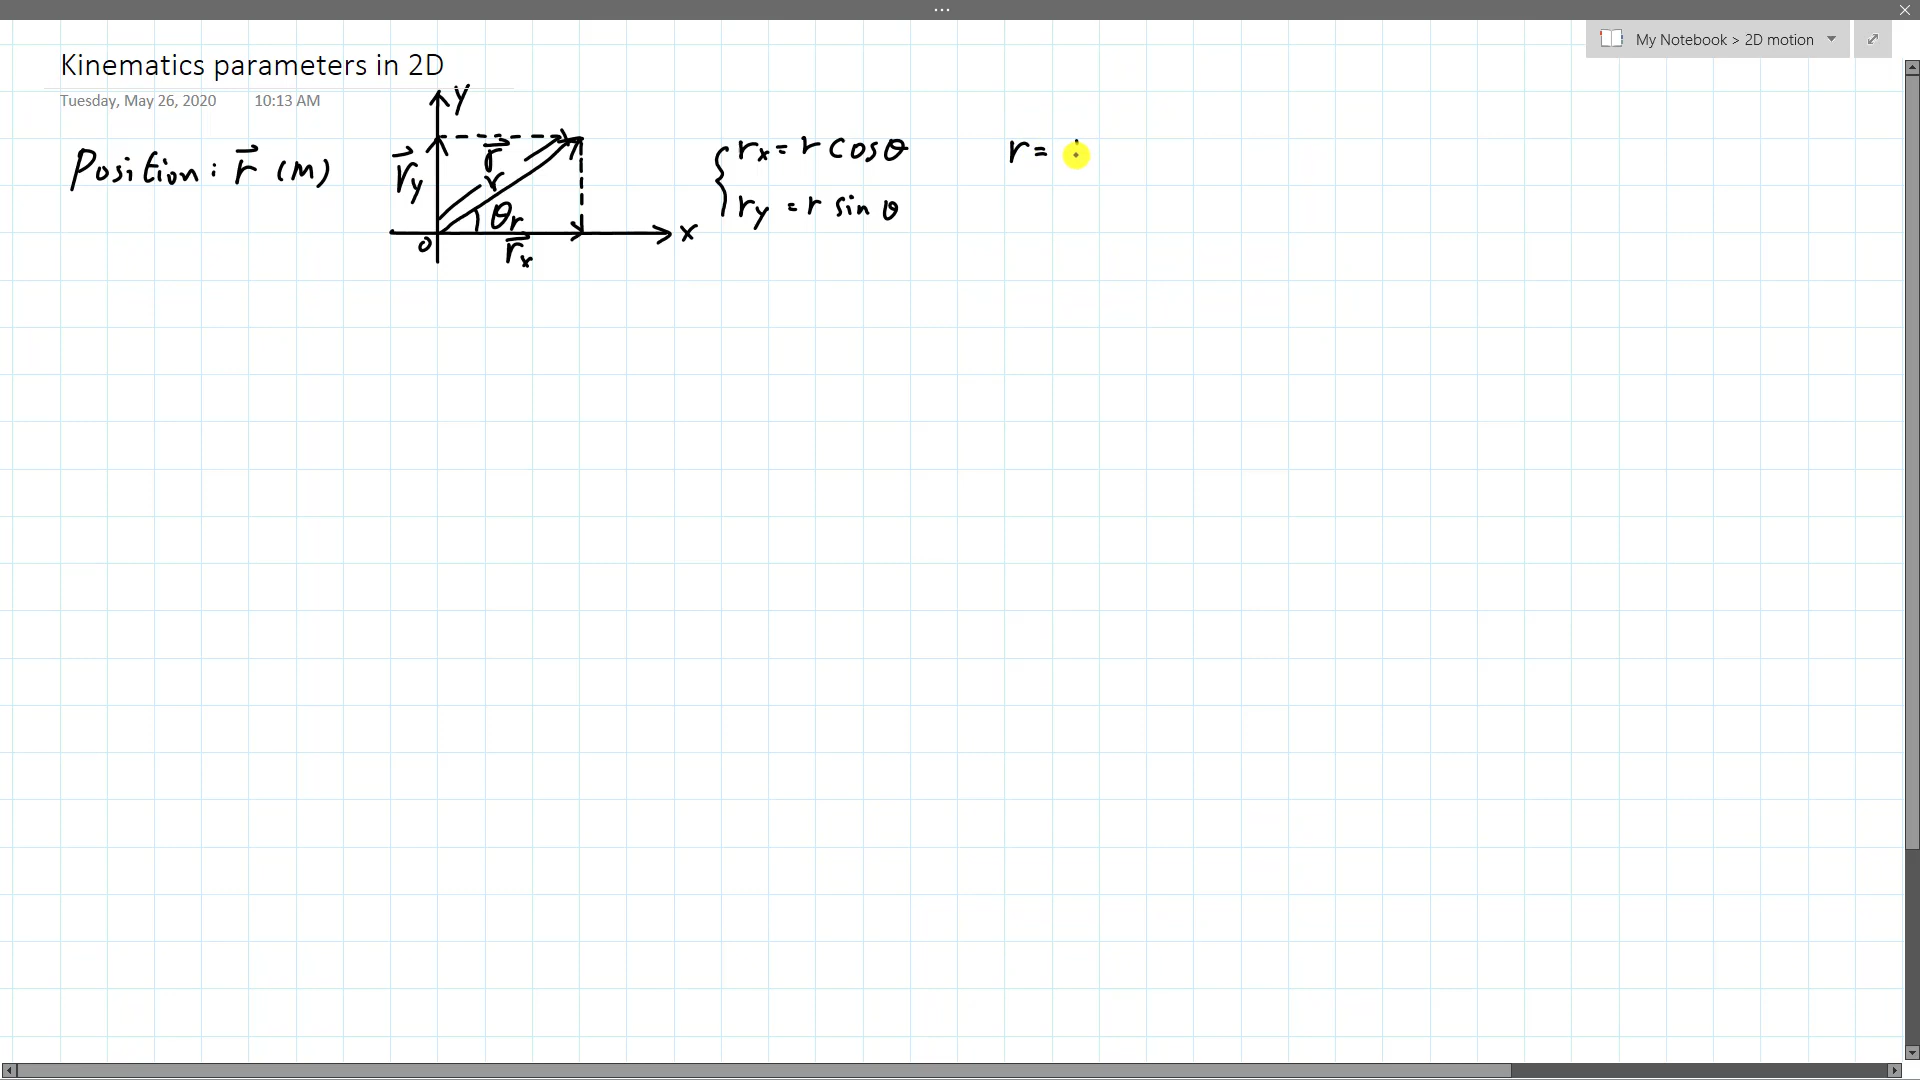 My Notebook > 2D motion
Kinematics parameters in 2D
Tuesday, May 26, 2020 10:13 AM
y
Position: r⃗ (m)
r⃗y
r⃗
r
θr
0
r⃗x
x
rx = r cosθ
ry = r sin θ
r =